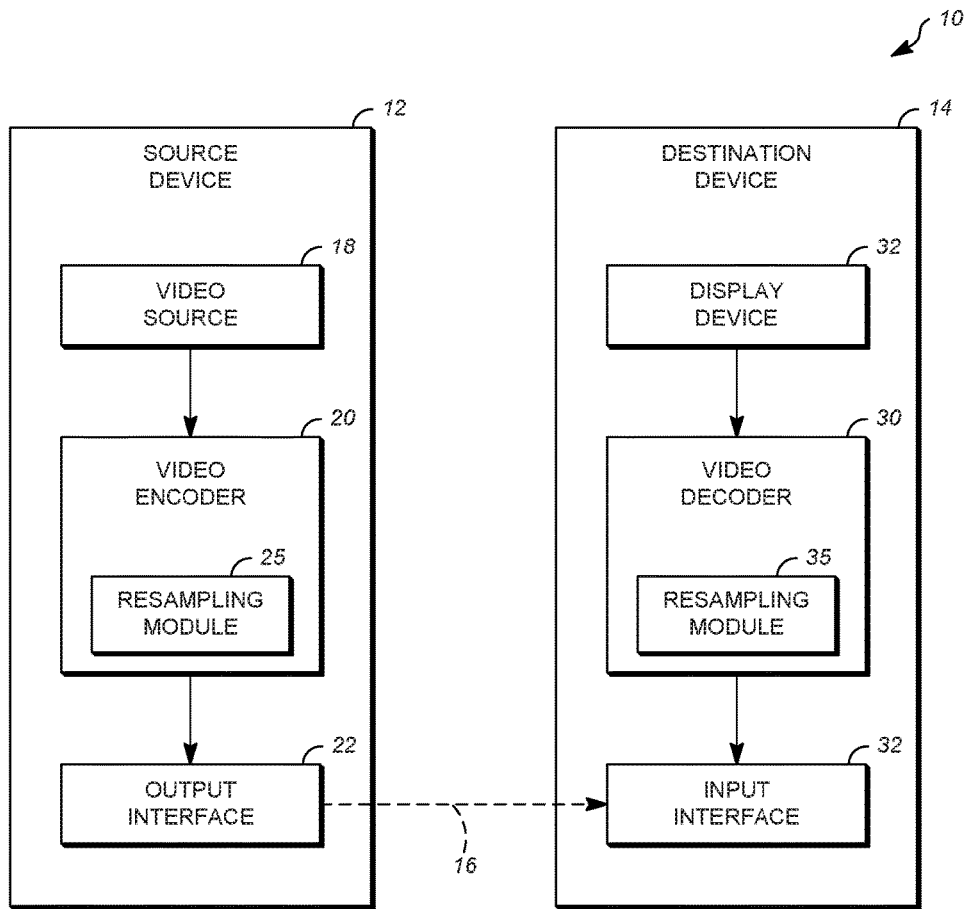 10
12
SOURCE
DEVICE
18
VIDEO
SOURCE
20
VIDEO
ENCODER
25
RESAMPLING
MODULE
22
OUTPUT
INTERFACE
16
14
DESTINATION
DEVICE
32
DISPLAY
DEVICE
30
VIDEO
DECODER
35
RESAMPLING
MODULE
32
INPUT
INTERFACE